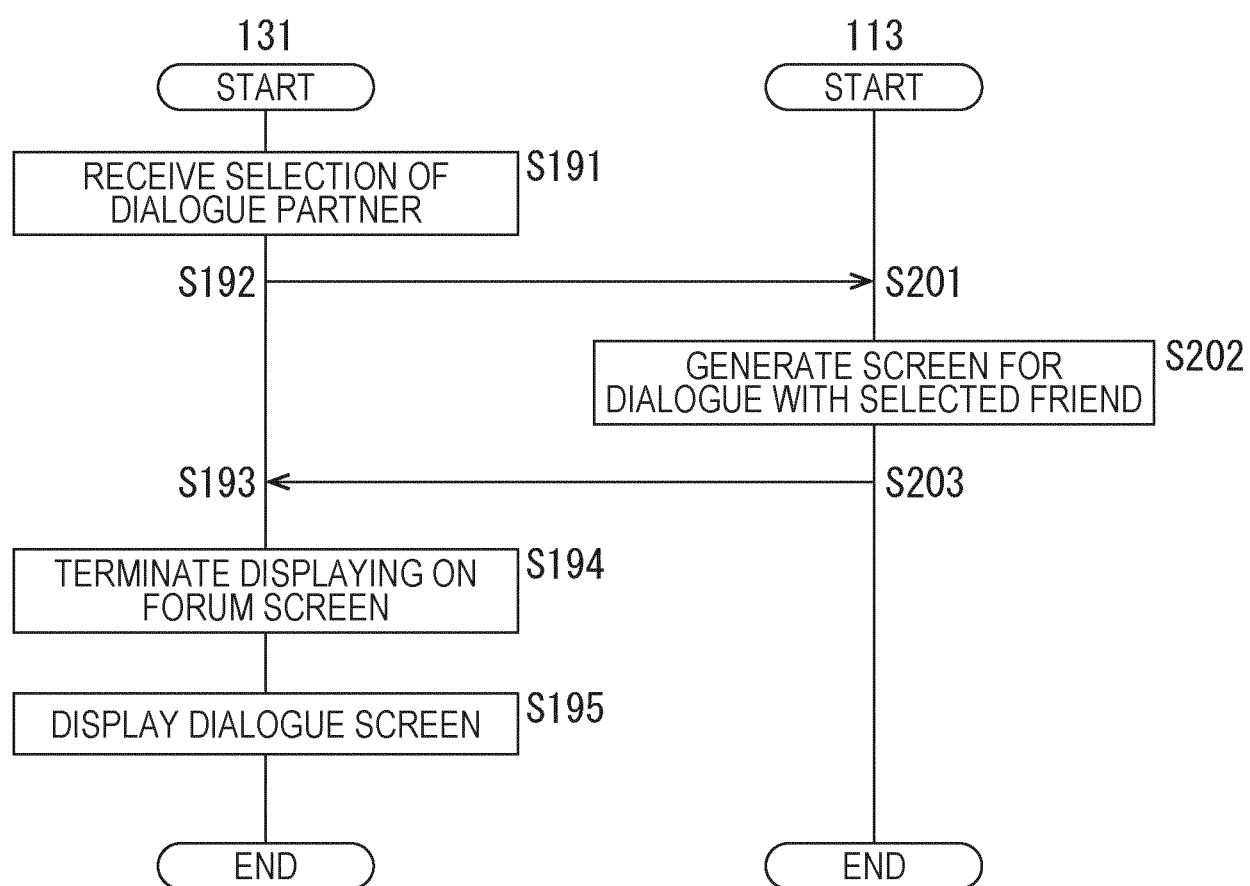 131
113
START
START
RECEIVE SELECTION OF
DIALOGUE PARTNER
S191
S192
S201
GENERATE SCREEN FOR
DIALOGUE WITH SELECTED FRIEND
S202
S193
S203
TERMINATE DISPLAYING ON
FORUM SCREEN
S194
DISPLAY DIALOGUE SCREEN
S195
END
END